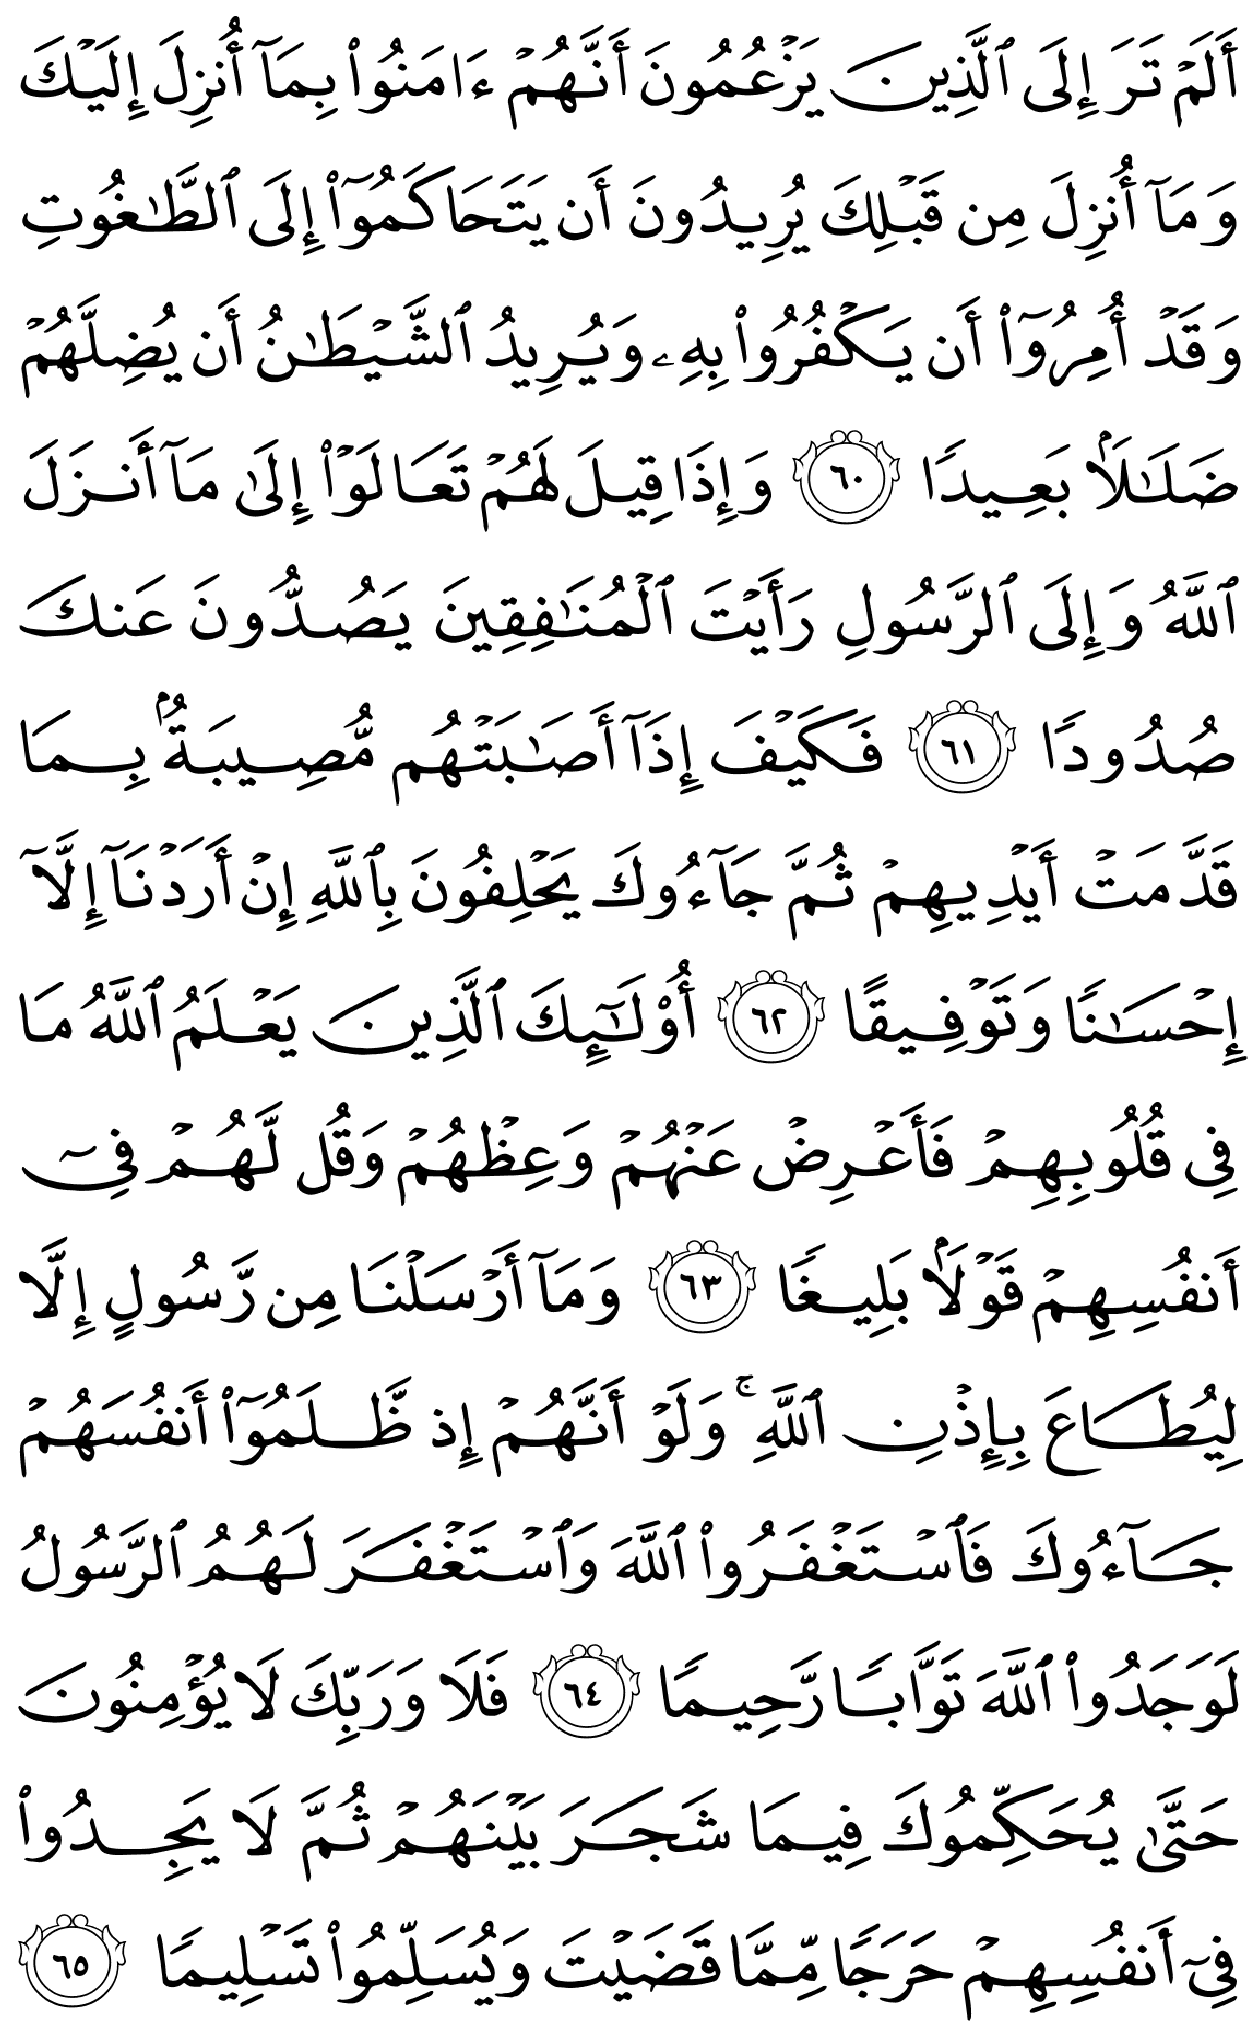 أَلَمۡ تَرَ إِلَى ٱلَّذِينَ يَزۡعُمُونَ أَنَّهُمۡ ءَامَنُواْ بِمَآ أُنزِلَ إِلَيۡكَ
وَمَآ أُنزِلَ مِن قَبۡلِكَ يُرِيدُونَ أَن يَتَحَاكَمُوٓاْ إِلَى ٱلطَّٰغُوتِ
وَقَدۡ أُمِرُوٓاْ أَن يَكۡفُرُواْ بِهِۦ وَيُرِيدُ ٱلشَّيۡطَٰنُ أَن يُضِلَّهُمۡ
ضَلَٰلَۢا بَعِيدٗا ٦٠ وَإِذَا قِيلَ لَهُمۡ تَعَالَوۡاْ إِلَىٰ مَآ أَنزَلَ
ٱللَّهُ وَإِلَى ٱلرَّسُولِ رَأَيۡتَ ٱلۡمُنَٰفِقِينَ يَصُدُّونَ عَنكَ
صُدُودٗا ٦١ فَكَيۡفَ إِذَآ أَصَٰبَتۡهُم مُّصِيبَةُۢ بِمَا
قَدَّمَتۡ أَيۡدِيهِمۡ ثُمَّ جَآءُوكَ يَحۡلِفُونَ بِٱللَّهِ إِنۡ أَرَدۡنَآ إِلَّآ
إِحۡسَٰنٗا وَتَوۡفِيقًا ٦٢ أُوْلَٰٓئِكَ ٱلَّذِينَ يَعۡلَمُ ٱللَّهُ مَا
فِي قُلُوبِهِمۡ فَأَعۡرِضۡ عَنۡهُمۡ وَعِظۡهُمۡ وَقُل لَّهُمۡ فِيٓ
أَنفُسِهِمۡ قَوۡلَۢا بَلِيغٗا ٦٣ وَمَآ أَرۡسَلۡنَا مِن رَّسُولٍ إِلَّا
لِيُطَاعَ بِإِذۡنِ ٱللَّهِۚ وَلَوۡ أَنَّهُمۡ إِذ ظَّلَمُوٓاْ أَنفُسَهُمۡ
جَآءُوكَ فَٱسۡتَغۡفَرُواْ ٱللَّهَ وَٱسۡتَغۡفَرَ لَهُمُ ٱلرَّسُولُ
لَوَجَدُواْ ٱللَّهَ تَوَّابٗا رَّحِيمٗا ٦٤ فَلَا وَرَبِّكَ لَا يُؤۡمِنُونَ
حَتَّىٰ يُحَكِّمُوكَ فِيمَا شَجَرَ بَيۡنَهُمۡ ثُمَّ لَا يَجِدُواْ
فِيٓ أَنفُسِهِمۡ حَرَجٗا مِّمَّا قَضَيۡتَ وَيُسَلِّمُواْ تَسۡلِيمٗا ٦٥